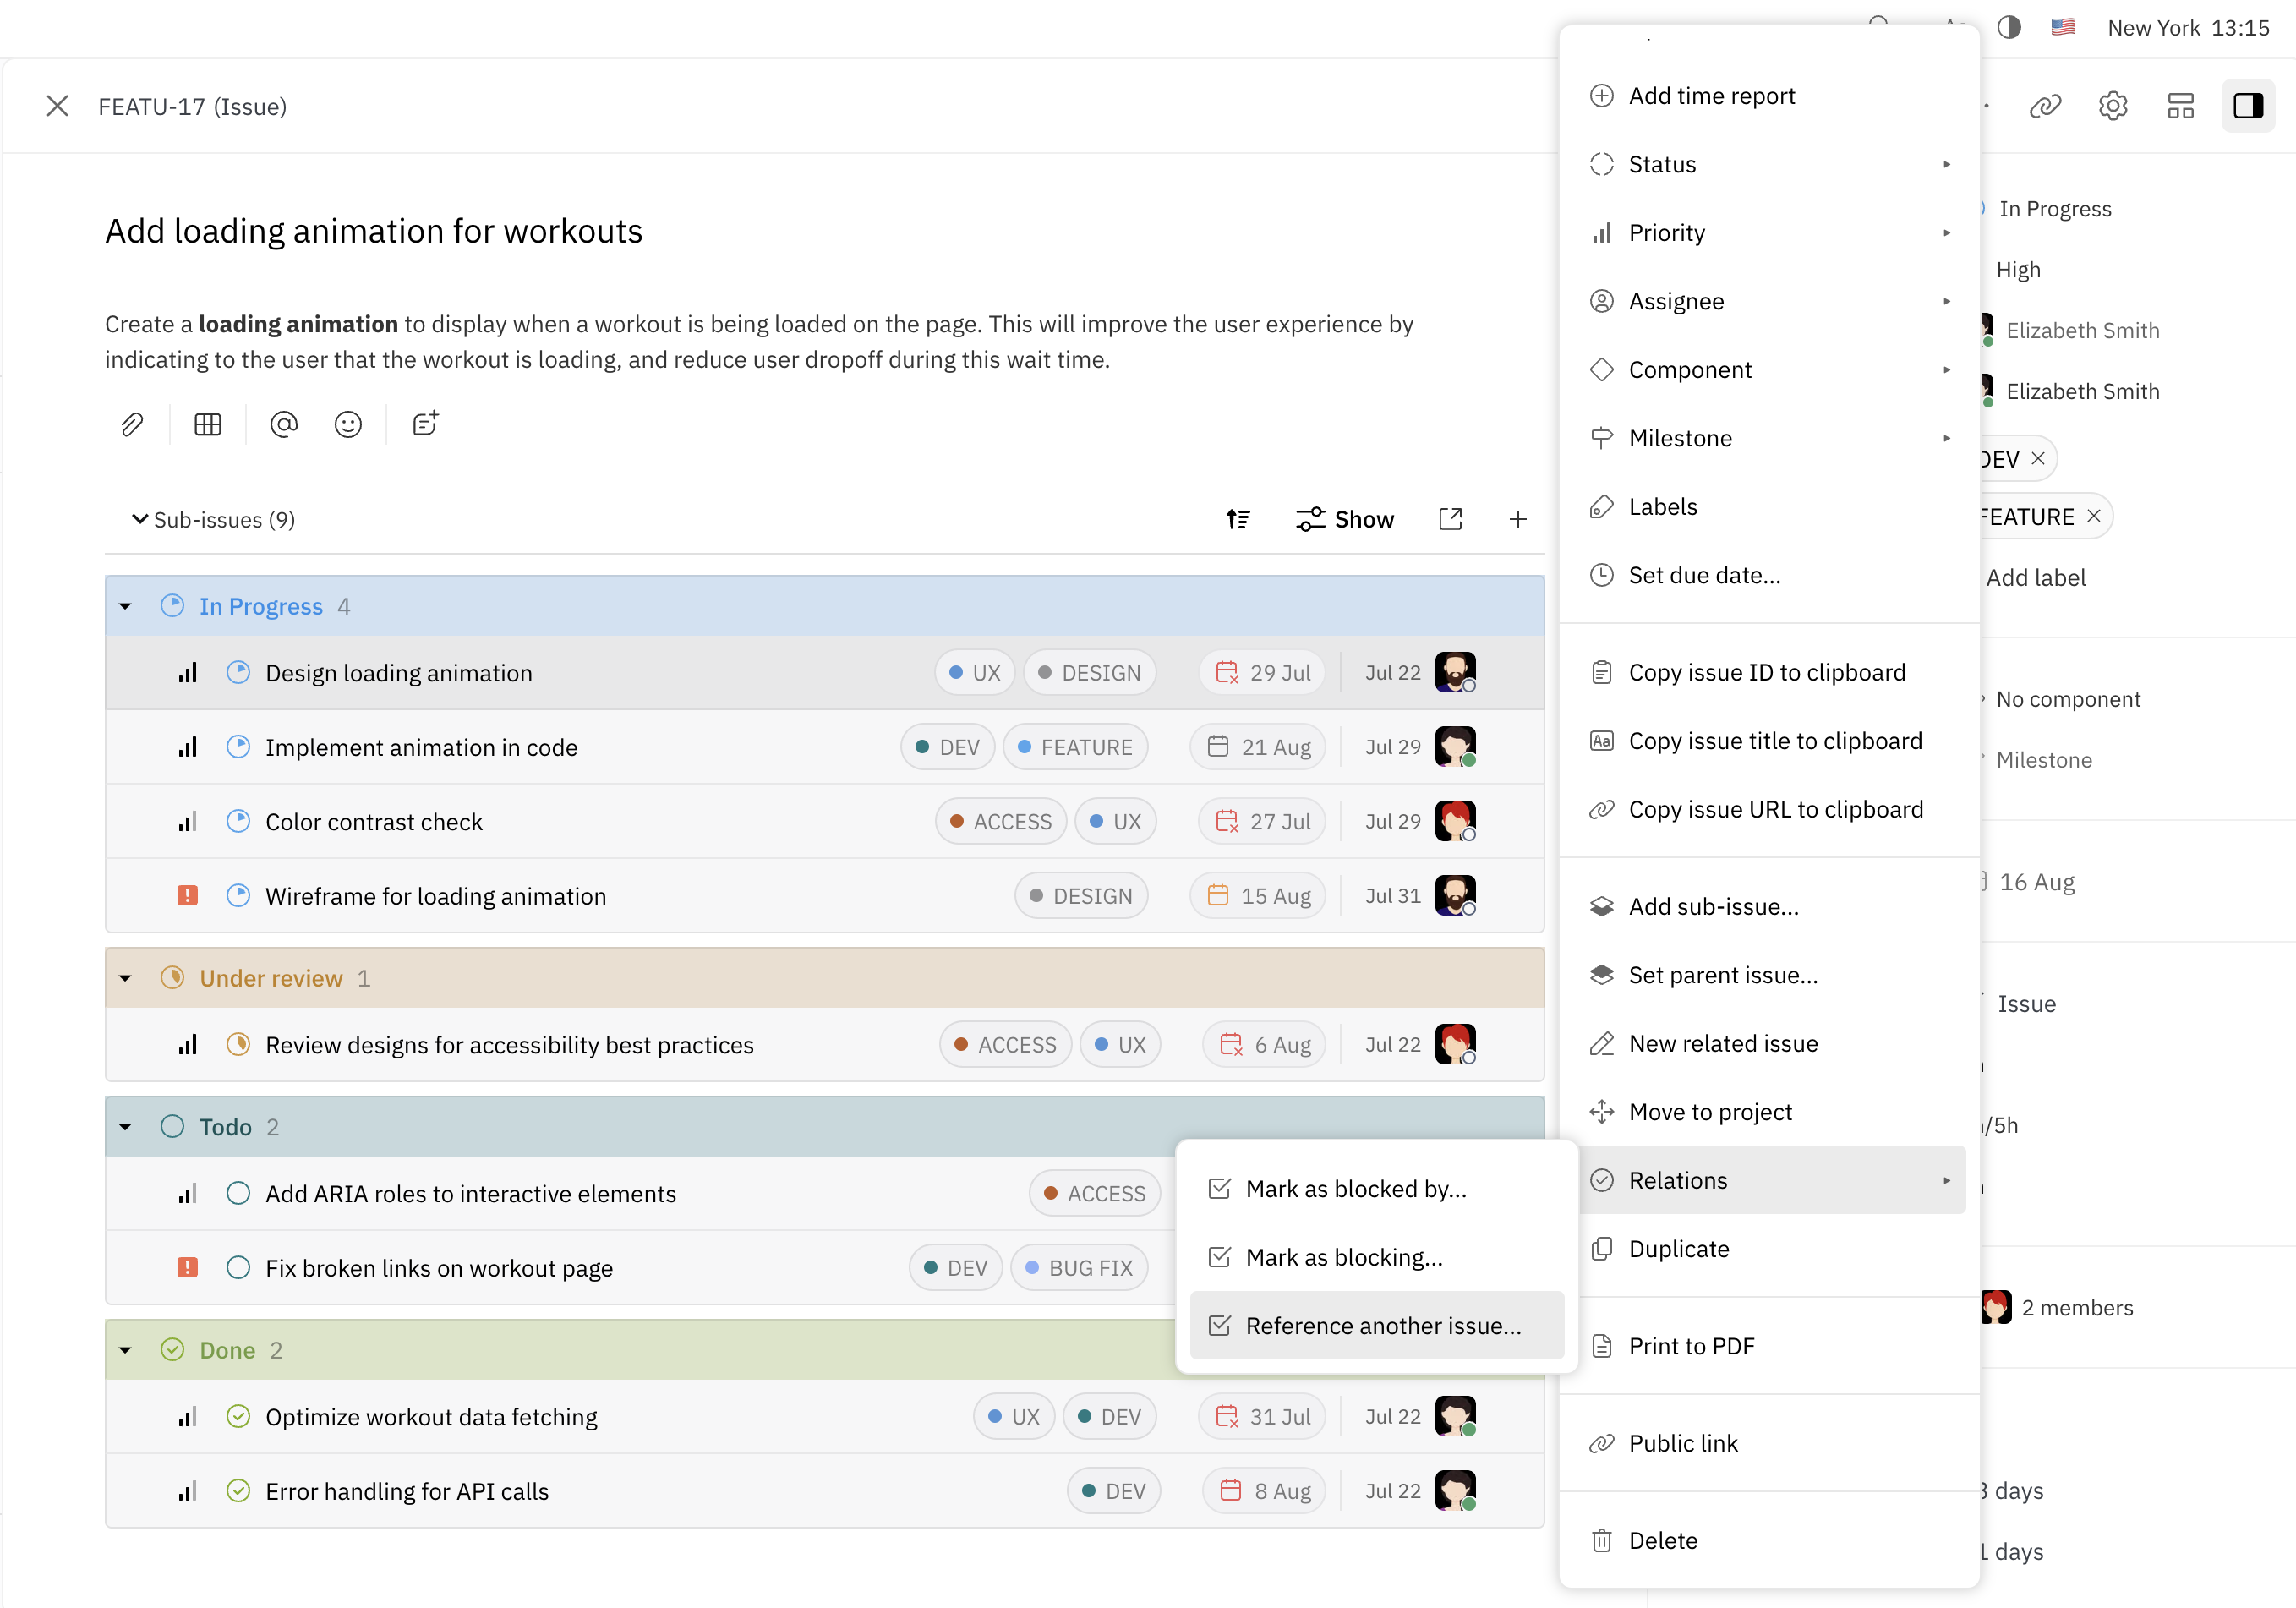 New York 13:15
FEATU-17 (Issue)
Add loading animation for workouts
Create a loading animation to display when a workout is being loaded on the page. This will improve the user experience by
indicating to the user that the workout is loading, and reduce user dropoff during this wait time.
Sub-issues (9)
Show
In Progress 4
Design loading animation UX DESIGN 29 Jul Jul 22
Implement animation in code DEV FEATURE 21 Aug Jul 29
Color contrast check ACCESS UX 27 Jul Jul 29
Wireframe for loading animation DESIGN 15 Aug Jul 31
Under review 1
Review designs for accessibility best practices ACCESS UX 6 Aug Jul 22
Todo 2
Add ARIA roles to interactive elements ACCESS
Fix broken links on workout page DEV BUG FIX
Done 2
Optimize workout data fetching UX DEV 31 Jul Jul 22
Error handling for API calls DEV 8 Aug Jul 22
Mark as blocked by...
Mark as blocking...
Reference another issue...
Add time report
Status
Priority
Assignee
Component
Milestone
Labels
Set due date...
Copy issue ID to clipboard
Aa Copy issue title to clipboard
Copy issue URL to clipboard
Add sub-issue...
Set parent issue...
New related issue
Move to project
Relations
Duplicate
Print to PDF
Public link
Delete
In Progress
High
Elizabeth Smith
Elizabeth Smith
DEV
FEATURE
Add label
No component
Milestone
16 Aug
Issue
/5h
2 members
days
days